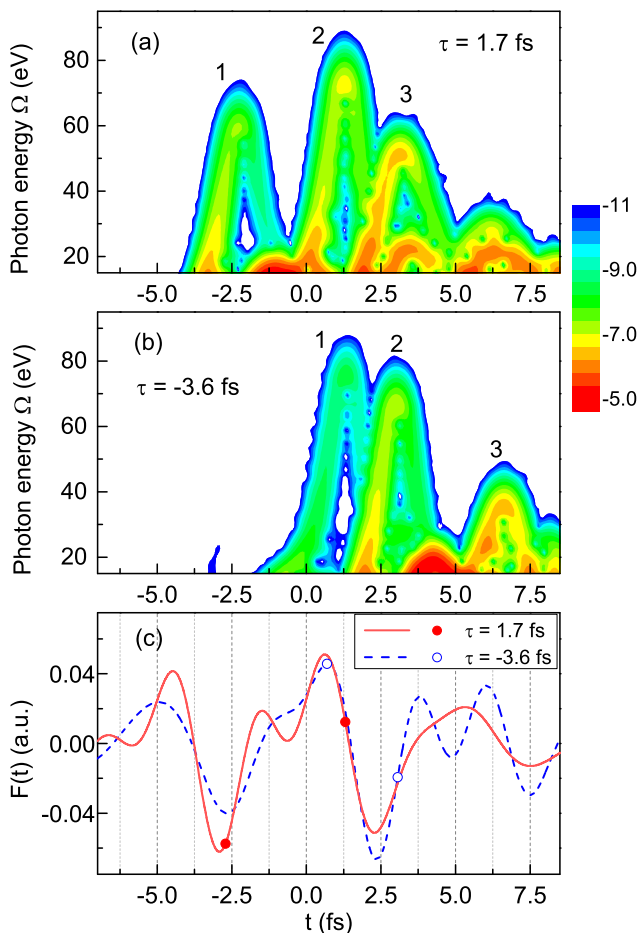 (a)
1
2
3
τ = 1.7 fs
Photon energy Ω (eV)
80
60
40
20
-5.0 -2.5 0.0 2.5 5.0 7.5
-11
-9.0
-7.0
-5.0
(b)
1
2
3
τ = -3.6 fs
Photon energy Ω (eV)
80
60
40
20
-5.0 -2.5 0.0 2.5 5.0 7.5
(c)
τ = 1.7 fs
τ = -3.6 fs
F(t) (a.u.)
0.04
0.00
-0.04
-5.0 -2.5 0.0 2.5 5.0 7.5
t (fs)